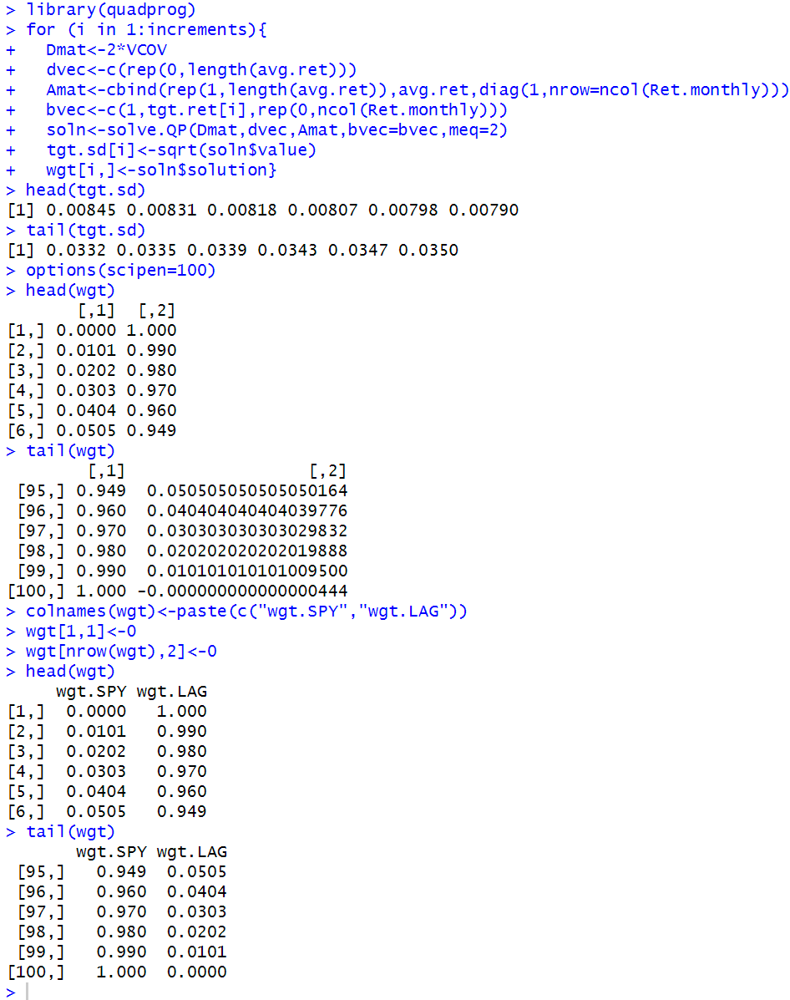 > library(quadprog)
> for (i in 1:increments){
+   Dmat<-2*VCOV
+   dvec<-c(rep(0,length(avg.ret)))
+   Amat<-cbind(rep(1,length(avg.ret)),avg.ret,diag(1,nrow=ncol(Ret.monthly)))
+   bvec<-c(1,tgt.ret[i],rep(0,ncol(Ret.monthly)))
+   soln<-solve.QP(Dmat,dvec,Amat,bvec=bvec,meq=2)
+   tgt.sd[i]<-sqrt(soln$value)
+   wgt[i,]<-soln$solution}
> head(tgt.sd)
[1] 0.00845 0.00831 0.00818 0.00807 0.00798 0.00790
> tail(tgt.sd)
[1] 0.0332 0.0335 0.0339 0.0343 0.0347 0.0350
> options(scipen=100)
> head(wgt)
       [,1]  [,2]
[1,] 0.0000 1.000
[2,] 0.0101 0.990
[3,] 0.0202 0.980
[4,] 0.0303 0.970
[5,] 0.0404 0.960
[6,] 0.0505 0.949
> tail(wgt)
        [,1]                  [,2]
 [95,] 0.949  0.050505050505050164
 [96,] 0.960  0.040404040404039776
 [97,] 0.970  0.030303030303029832
 [98,] 0.980  0.020202020202019888
 [99,] 0.990  0.010101010101009500
[100,] 1.000 -0.000000000000000444
> colnames(wgt)<-paste(c("wgt.SPY","wgt.LAG"))
> wgt[1,1]<-0
> wgt[nrow(wgt),2]<-0
> head(wgt)
     wgt.SPY wgt.LAG
[1,]  0.0000   1.000
[2,]  0.0101   0.990
[3,]  0.0202   0.980
[4,]  0.0303   0.970
[5,]  0.0404   0.960
[6,]  0.0505   0.949
> tail(wgt)
       wgt.SPY wgt.LAG
 [95,]   0.949  0.0505
 [96,]   0.960  0.0404
 [97,]   0.970  0.0303
 [98,]   0.980  0.0202
 [99,]   0.990  0.0101
[100,]   1.000  0.0000
>